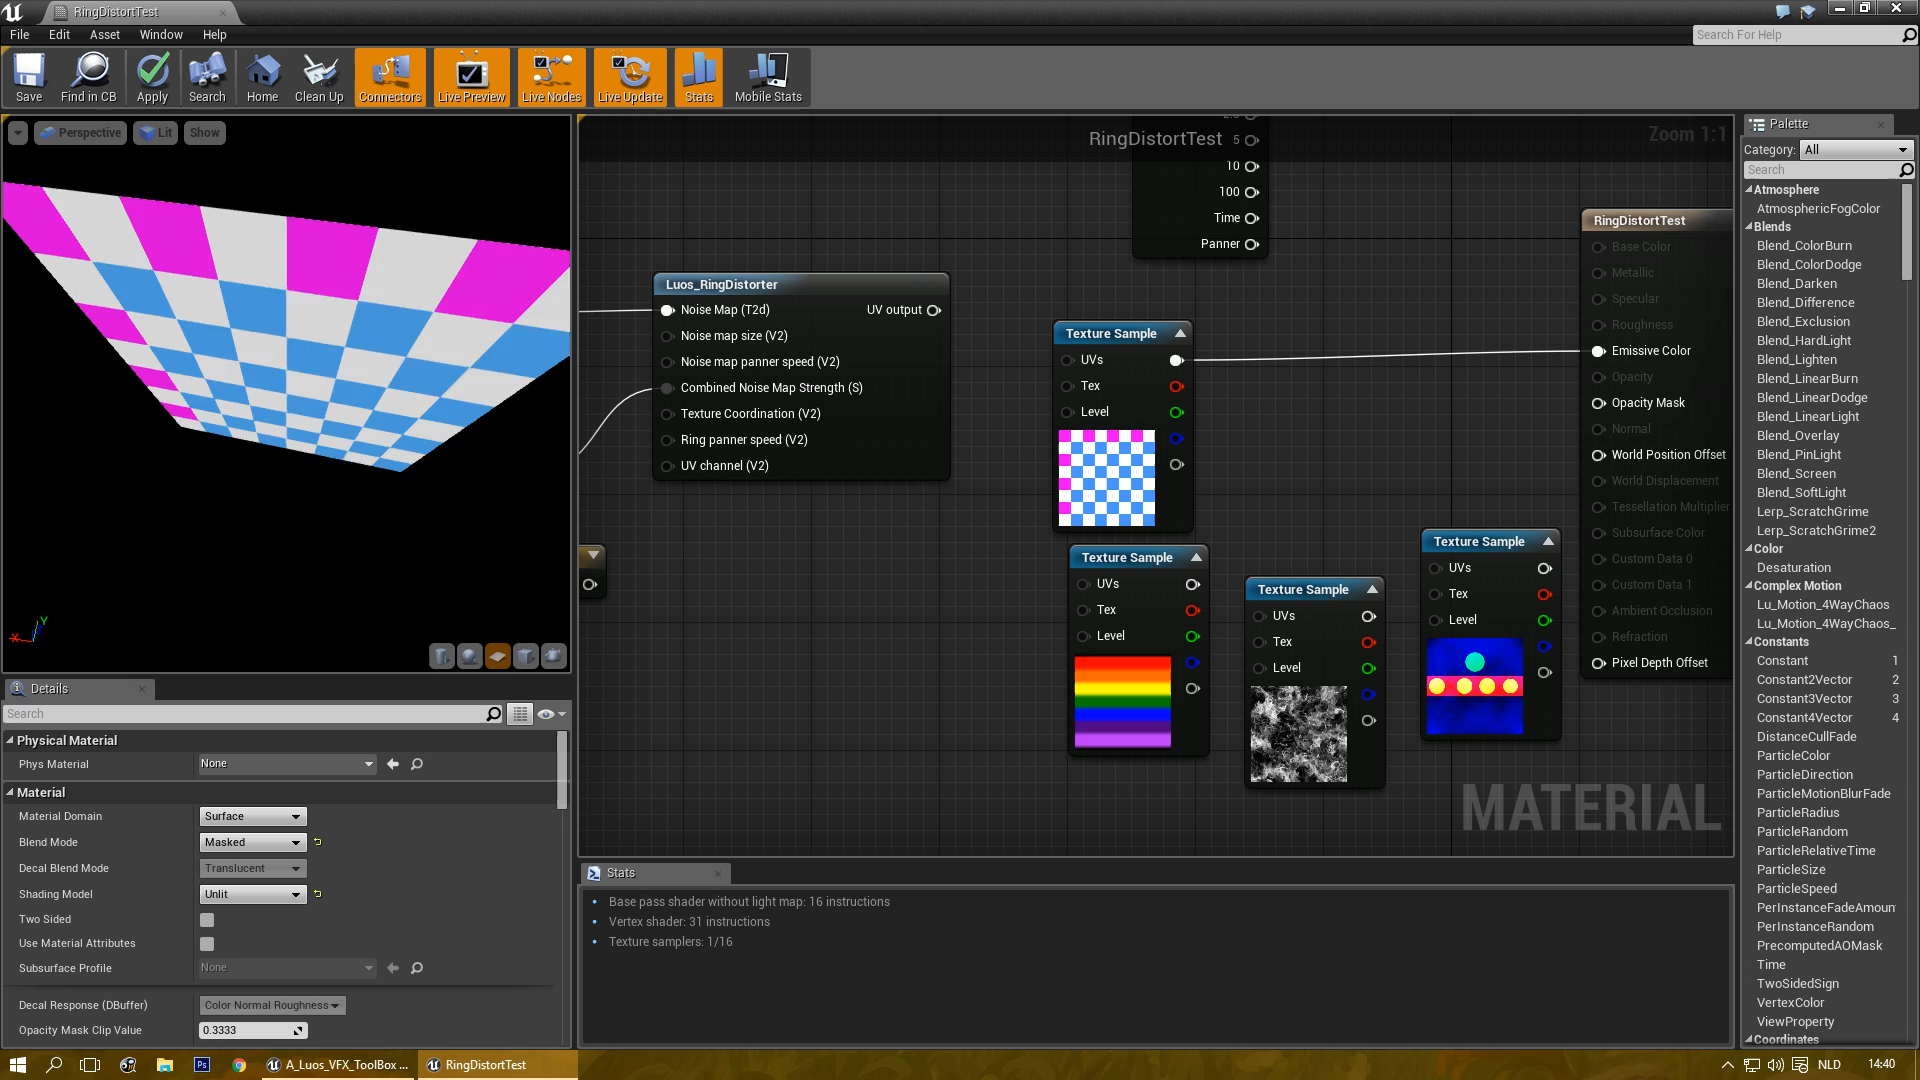 RingDistortTest
File Edit Asset Window Help
Search For Help
Save Find in CB Apply Search Home Clean Up Connectors Live Preview Live Nodes Live Update Stats Mobile Stats
Perspective Lit Show
RingDistortTest
Zoom 1:1
5
10
100
Time
Panner
Luos_RingDistorter
Noise Map (T2d) UV output
Noise map size (V2)
Noise map panner speed (V2)
Combined Noise Map Strength (S)
Texture Coordination (V2)
Ring panner speed (V2)
UV channel (V2)
Texture Sample
UVs
Tex
Level
Texture Sample
UVs
Tex
Level
Texture Sample
UVs
Tex
Level
Texture Sample
UVs
Tex
Level
RingDistortTest
Base Color
Metallic
Specular
Roughness
Emissive Color
Opacity
Opacity Mask
Normal
World Position Offset
World Displacement
Tessellation Multiplier
Subsurface Color
Custom Data 0
Custom Data 1
Ambient Occlusion
Refraction
Pixel Depth Offset
MATERIAL
X Y
Details
Search
Physical Material
Phys Material None
Material
Material Domain Surface
Blend Mode Masked
Decal Blend Mode Translucent
Shading Model Unlit
Two Sided
Use Material Attributes
Subsurface Profile None
Decal Response (DBuffer) Color Normal Roughness
Opacity Mask Clip Value 0.3333
Stats
Base pass shader without light map: 16 instructions
Vertex shader: 31 instructions
Texture samplers: 1/16
Palette
Category: All
Search
Atmosphere
AtmosphericFogColor
Blends
Blend_ColorBurn
Blend_ColorDodge
Blend_Darken
Blend_Difference
Blend_Exclusion
Blend_HardLight
Blend_Lighten
Blend_LinearBurn
Blend_LinearDodge
Blend_LinearLight
Blend_Overlay
Blend_PinLight
Blend_Screen
Blend_SoftLight
Lerp_ScratchGrime
Lerp_ScratchGrime2
Color
Desaturation
Complex Motion
Lu_Motion_4WayChaos
Lu_Motion_4WayChaos_
Constants
Constant 1
Constant2Vector 2
Constant3Vector 3
Constant4Vector 4
DistanceCullFade
ParticleColor
ParticleDirection
ParticleMotionBlurFade
ParticleRadius
ParticleRandom
ParticleRelativeTime
ParticleSize
ParticleSpeed
PerInstanceFadeAmoun
PerInstanceRandom
PrecomputedAOMask
Time
TwoSidedSign
VertexColor
ViewProperty
Coordinates
Ps A_Luos_VFX_ToolBox ... RingDistortTest NLD 14:40